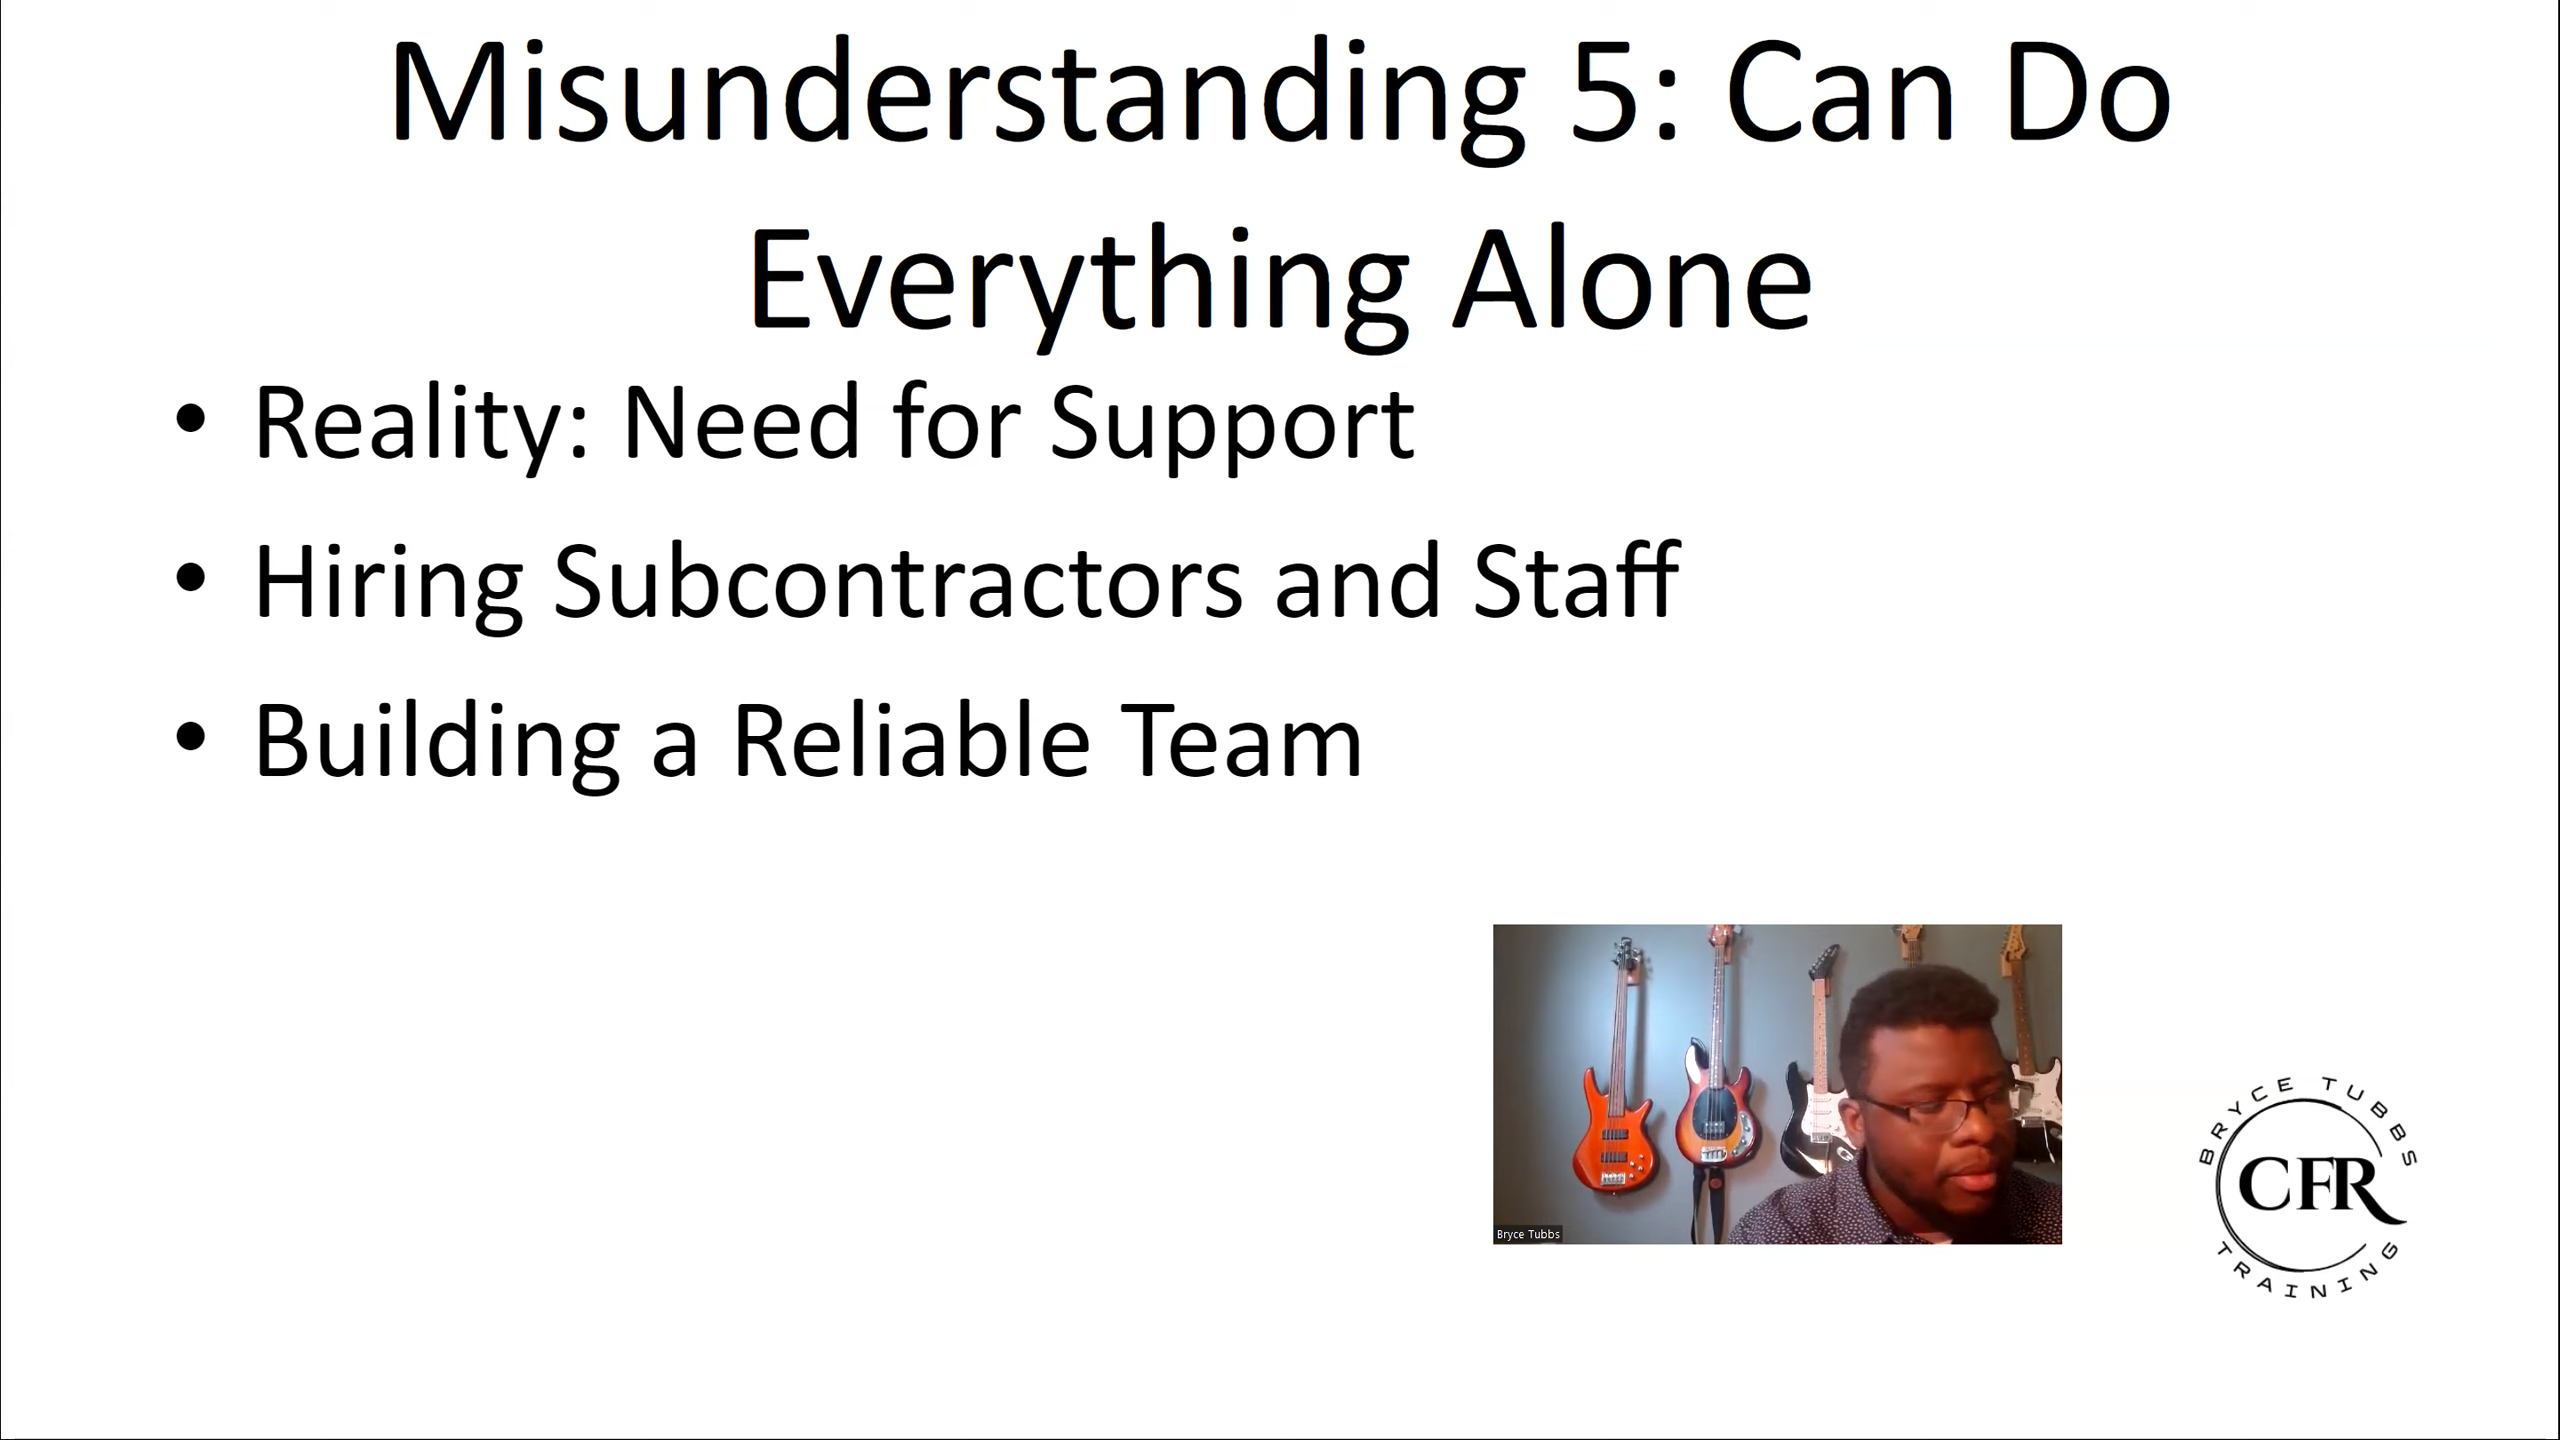 Misunderstanding 5: Can Do
Everything Alone
• Reality: Need for Support
• Hiring Subcontractors and Staff
• Building a Reliable Team
Bryce Tubbs
BRYCE TUBBS
CFR
TRAINING